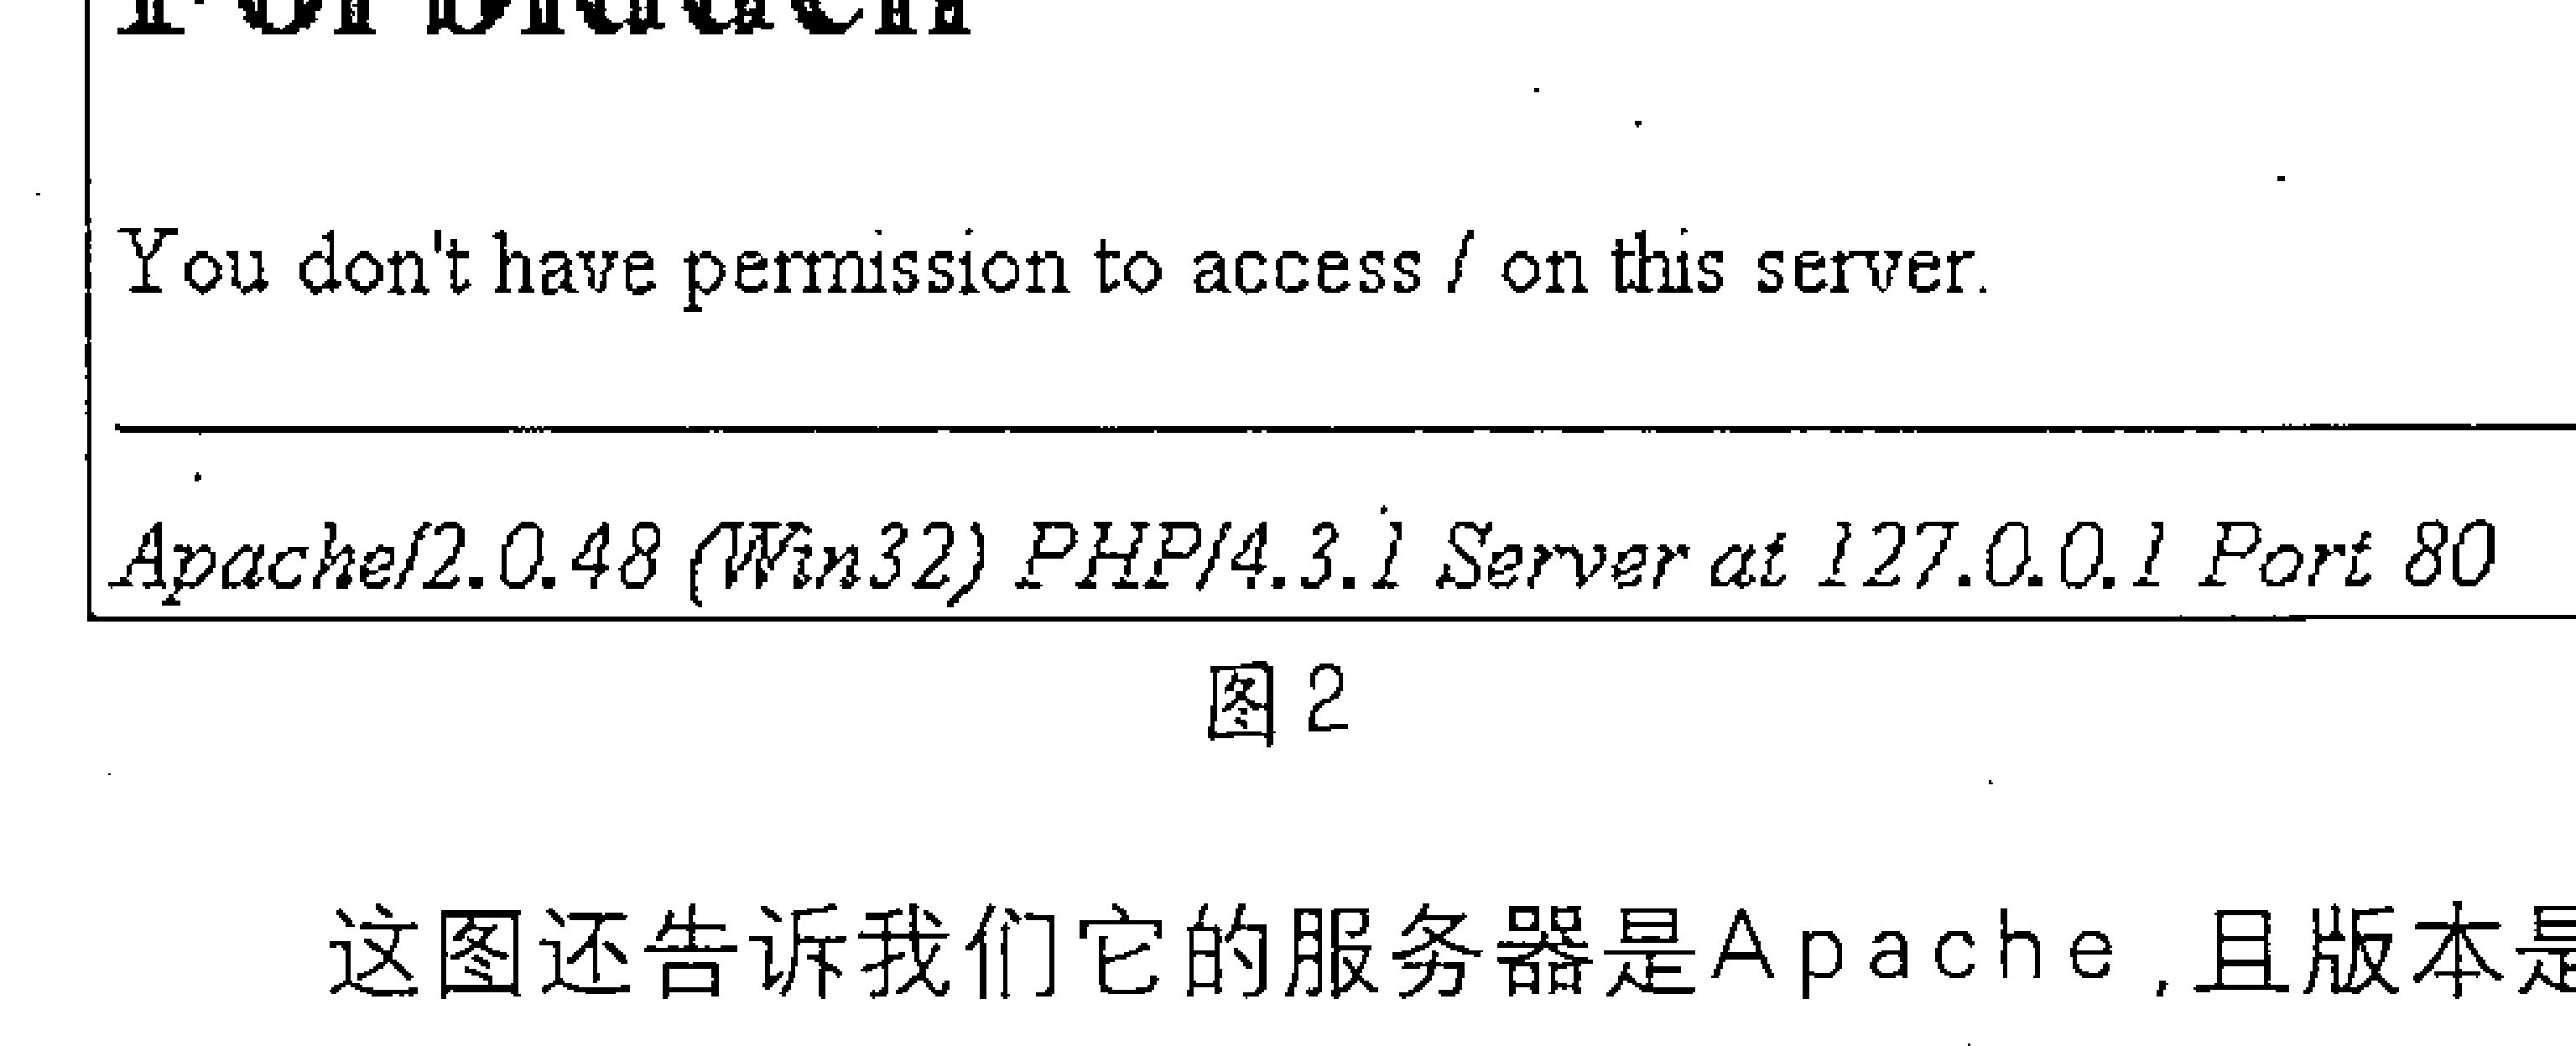 Forbidden
You don't have permission to access / on this server.
Apache/2.0.48 (Win32) PHP/4.3.1 Server at 127.0.0.1 Port 80
图2
这图还告诉我们它的服务器是Apache,且版本是